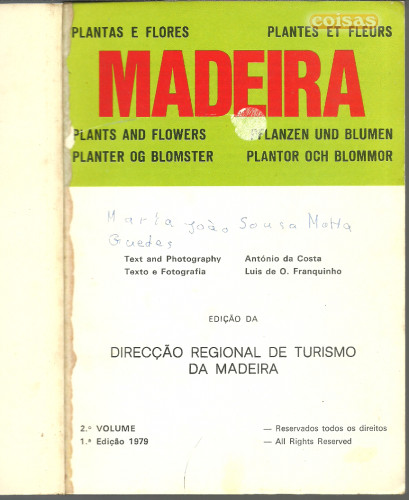 coisas
PLANTAS E FLORES PLANTES ET FLEURS
MADEIRA
PLANTS AND FLOWERS PFLANZEN UND BLUMEN
PLANTER OG BLOMSTER PLANTOR OCH BLOMMOR
Maria João Sousa Motta
Guedes
Text and Photography António da Costa
Texto e Fotografia Luis de O. Franquinho
EDIÇÃO DA
DIRECÇÃO REGIONAL DE TURISMO
DA MADEIRA
2.º VOLUME — Reservados todos os direitos
1.ª Edição 1979 — All Rights Reserved